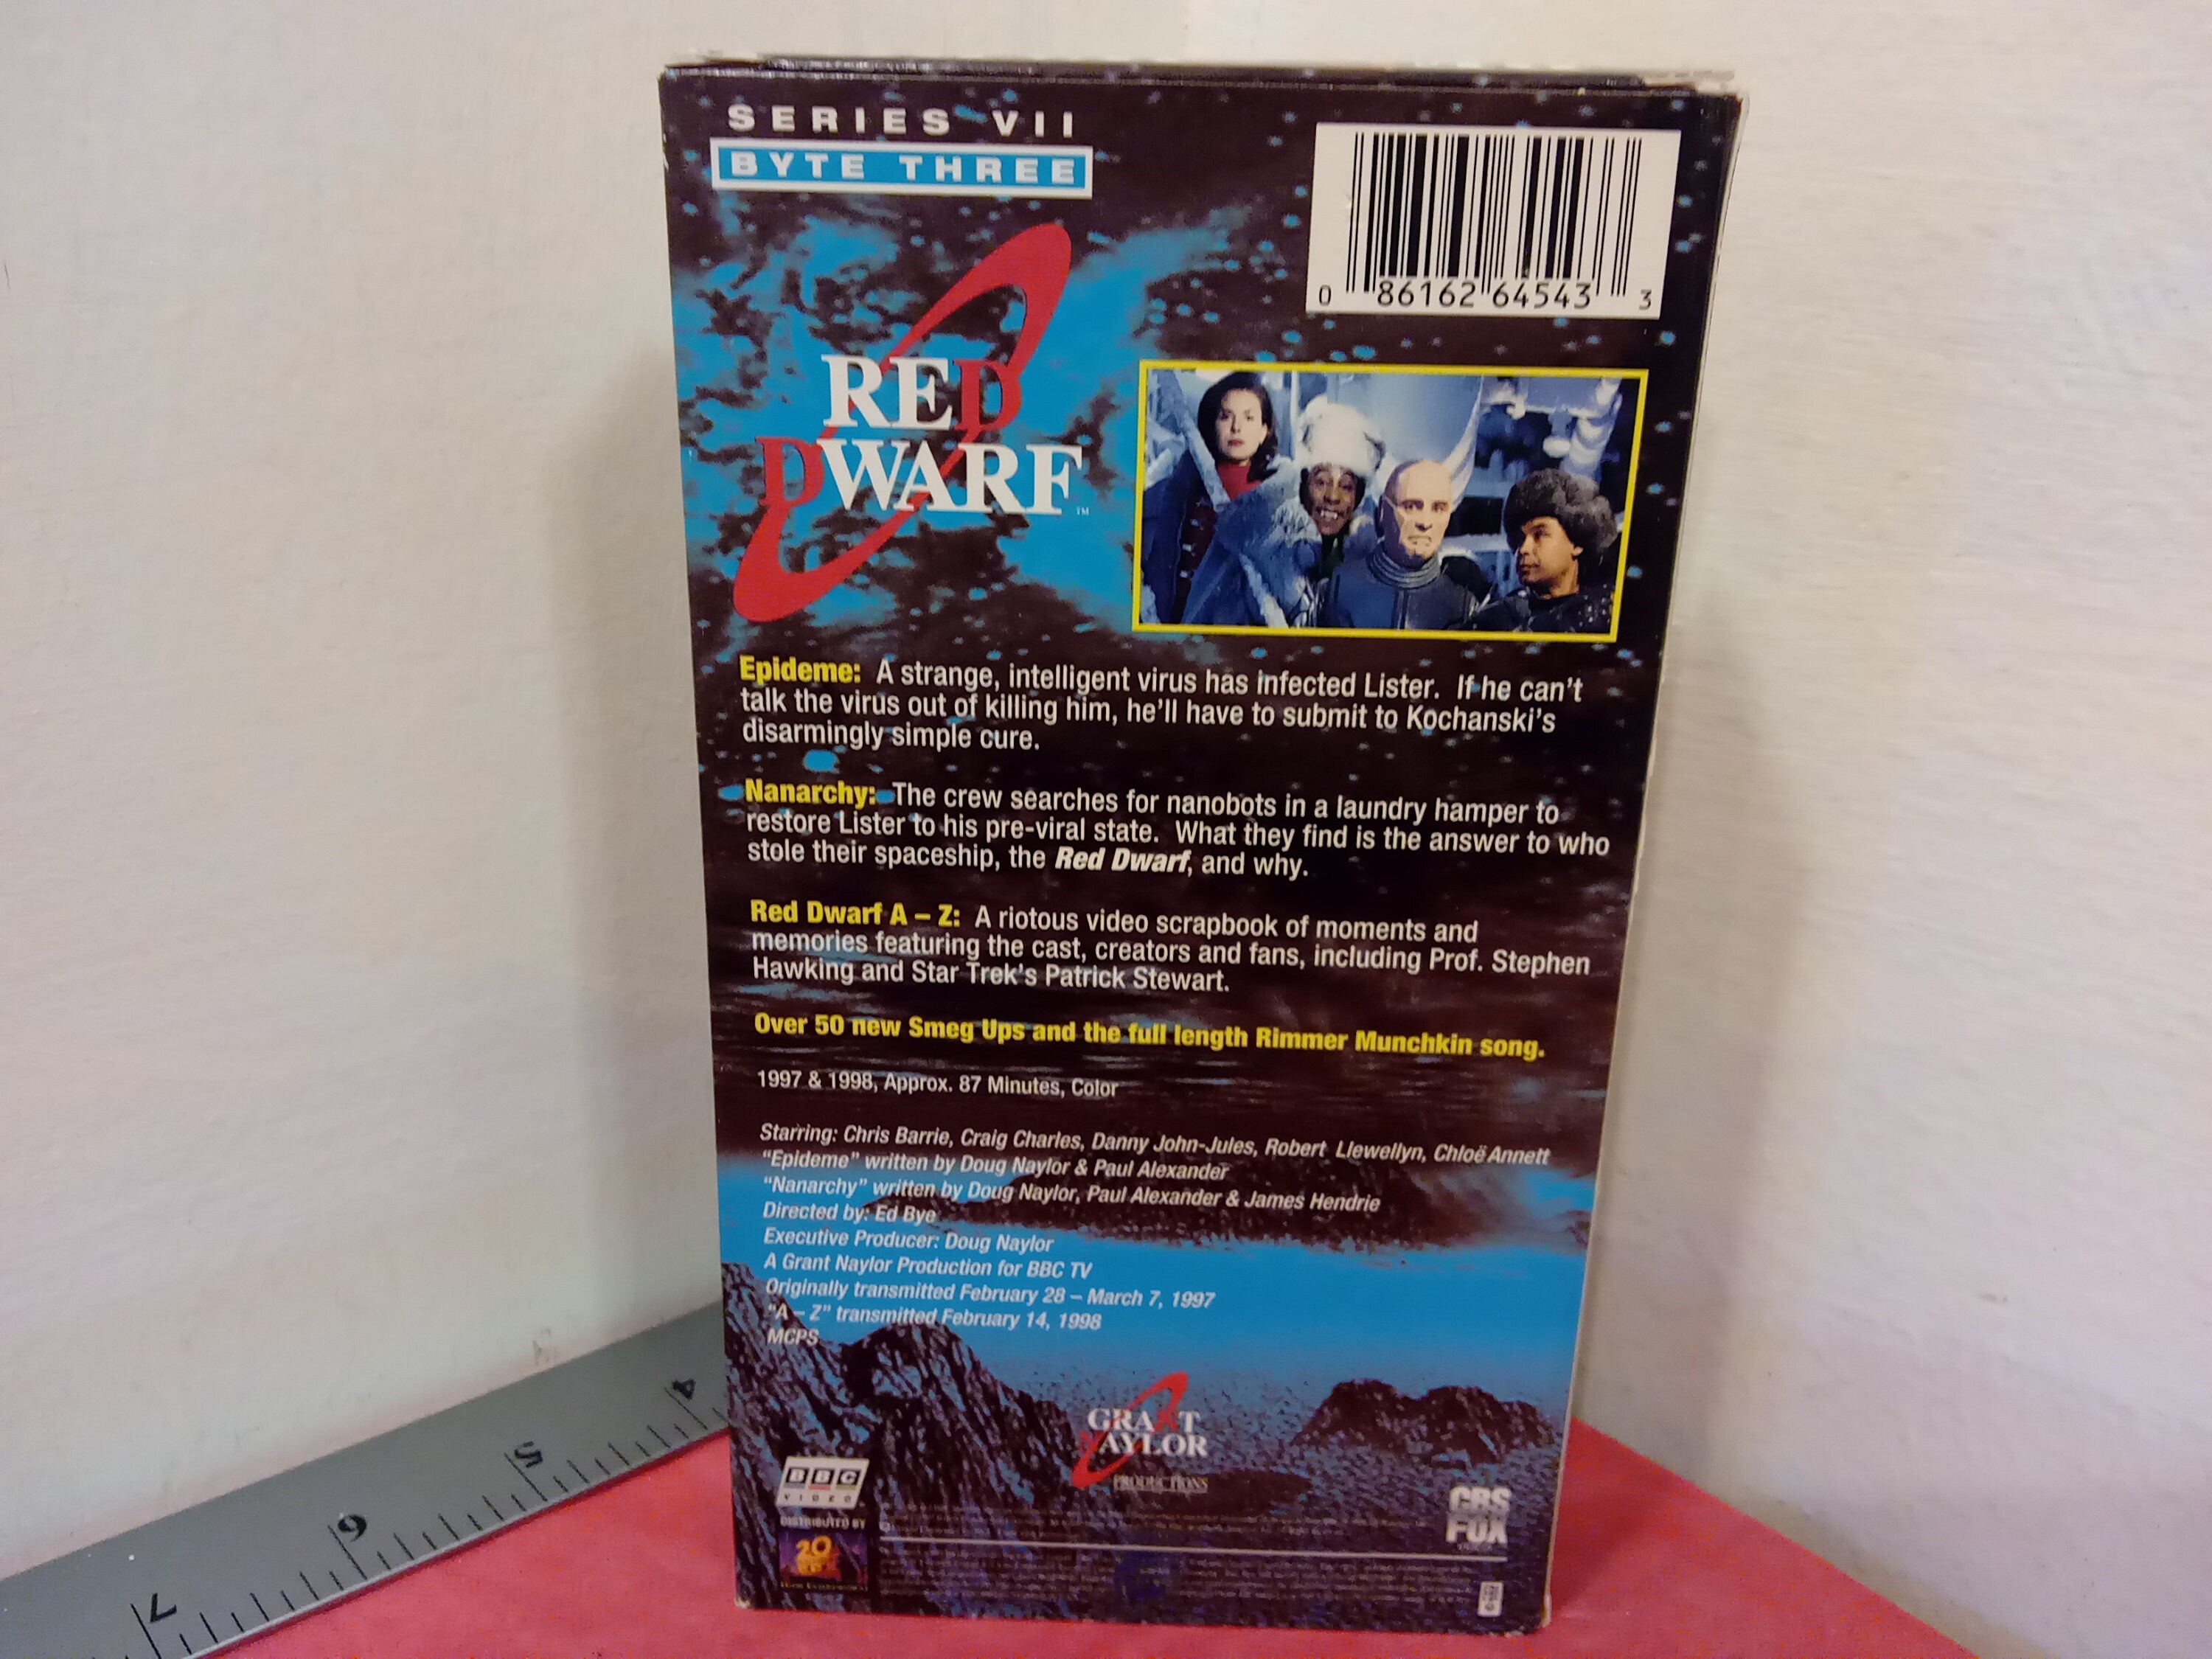 SERIES VII
BYTE THREE
0 86162 64543 3
RED
DWARF™
Epideme: A strange, intelligent virus has infected Lister. If he can't
talk the virus out of killing him, he'll have to submit to Kochanski's
disarmingly simple cure.
Nanarchy: The crew searches for nanobots in a laundry hamper to
restore Lister to his pre-viral state. What they find is the answer to who
stole their spaceship, the Red Dwarf, and why.
Red Dwarf A – Z: A riotous video scrapbook of moments and
memories featuring the cast, creators and fans, including Prof. Stephen
Hawking and Star Trek's Patrick Stewart.
Over 50 new Smeg Ups and the full length Rimmer Munchkin song.
1997 & 1998, Approx. 87 Minutes, Color
Starring: Chris Barrie, Craig Charles, Danny John-Jules, Robert Llewellyn, Chloë Annett
"Epideme" written by Doug Naylor & Paul Alexander
"Nanarchy" written by Doug Naylor, Paul Alexander & James Hendrie
Directed by: Ed Bye
Executive Producer: Doug Naylor
A Grant Naylor Production for BBC TV
Originally transmitted February 28 – March 7, 1997
"A – Z" transmitted February 14, 1998
MCPS
GRANT
NAYLOR
PRODUCTIONS
BBC
VIDEO
DISTRIBUTED BY
20
CBS
FOX
4
5
6
7